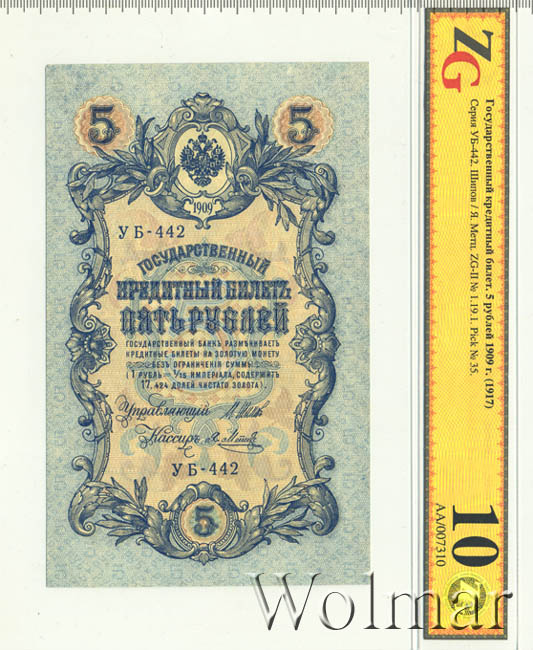 5 5
1909
УБ-442
ГОСУДАРСТВЕННЫЙ
КРЕДИТНЫЙ БИЛЕТЪ
ПЯТЬ РУБЛЕЙ
ГОСУДАРСТВЕННЫЙ БАНКЪ РАЗМѢНИВАЕТЪ
КРЕДИТНЫЕ БИЛЕТЫ НА ЗОЛОТУЮ МОНЕТУ
БЕЗЪ ОГРАНИЧЕНІЯ СУММЫ
(1 РУБЛЬ = 1/15 ИМПЕРІАЛА, СОДЕРЖИТЪ
17,424 ДОЛЕЙ ЧИСТАГО ЗОЛОТА).
Управляющій
Кассиръ
УБ-442
5
ZG
Государственный кредитный билет. 5 рублей 1909 г. (1917)
Серия УБ-442. Шипов / Я. Метц. ZG-II № 1.19.1. Pick № 35.
10
АА/007310
Wolmar